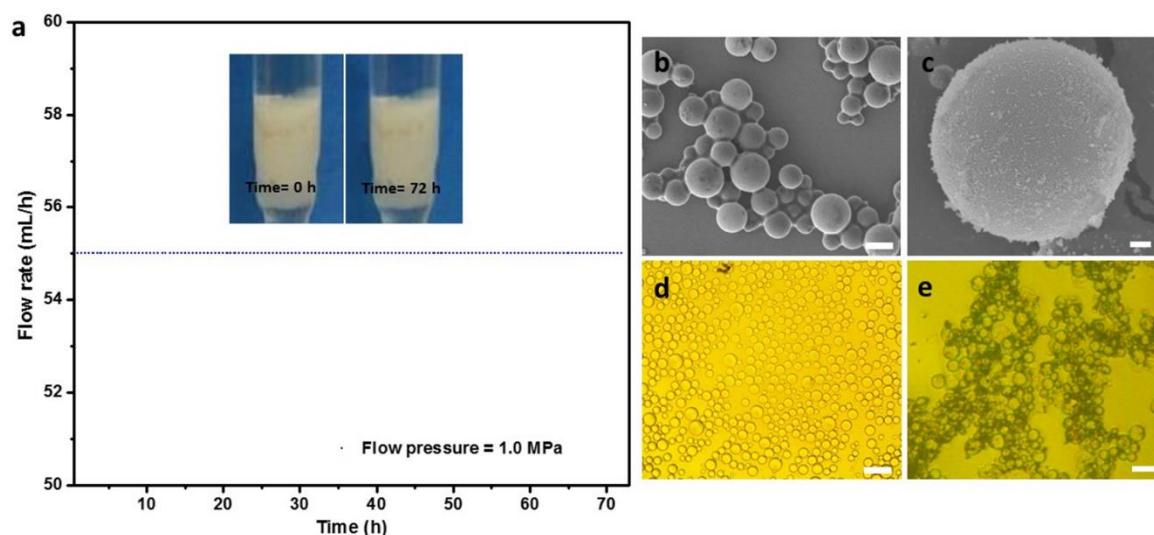 a
60
58
56
54
52
50
Flow rate (mL/h)
Time= 0 h
Time= 72 h
Flow pressure = 1.0 MPa
10
20
30
40
50
60
70
Time (h)
b
c
d
e